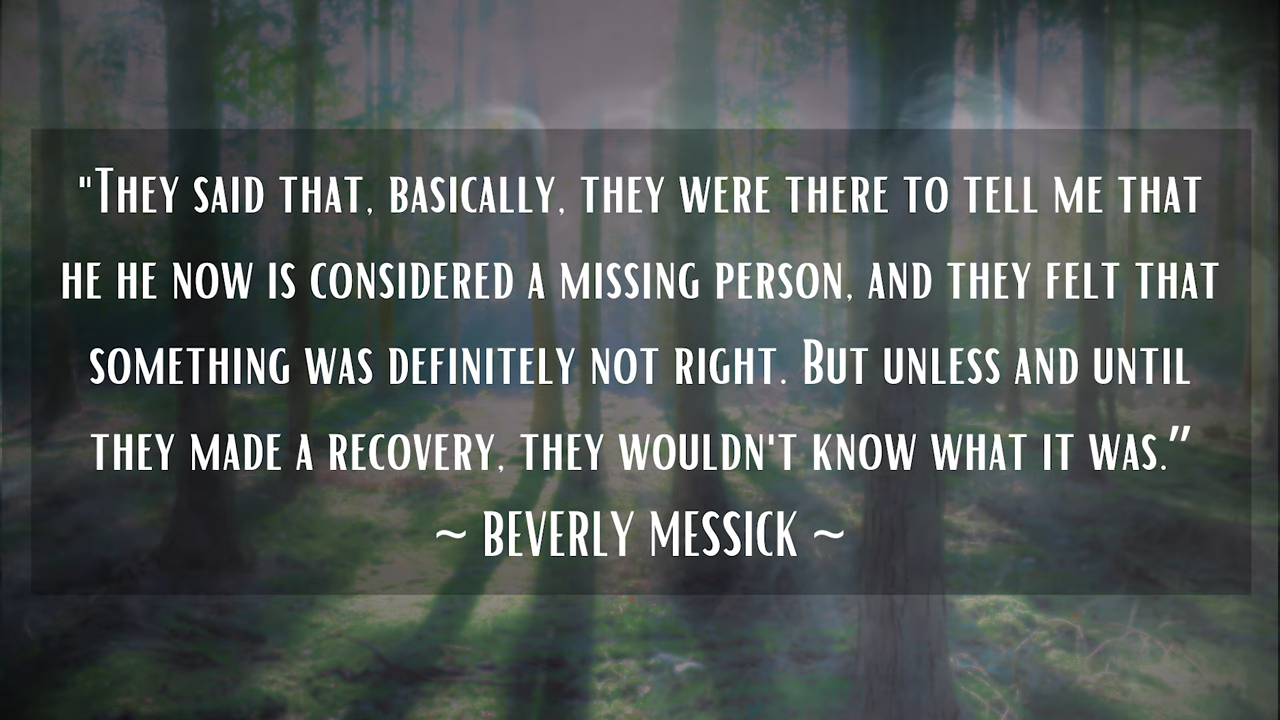 "They said that, basically, they were there to tell me that
he he now is considered a missing person, and they felt that
something was definitely not right. But unless and until
they made a recovery, they wouldn't know what it was."
~ BEVERLY MESSICK ~